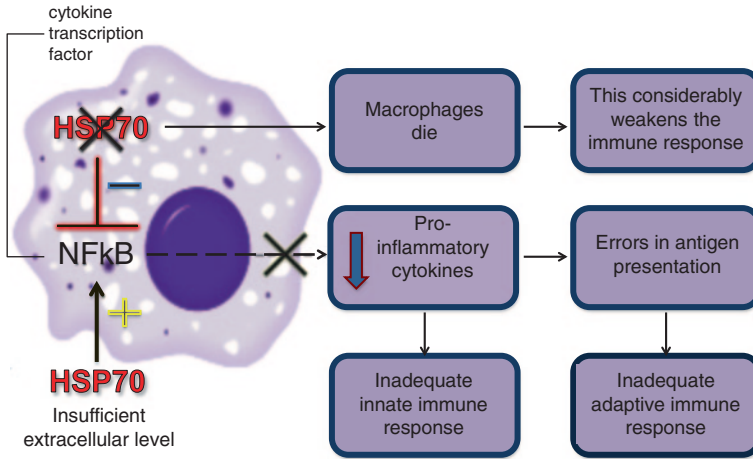 cytokine
transcription
factor
HSP70
–
NFkB
+
HSP70
Insufficient
extracellular level
Macrophages
die
This considerably
weakens the
immune response
Pro-
inflammatory
cytokines
Errors in antigen
presentation
Inadequate
innate immune
response
Inadequate
adaptive immune
response